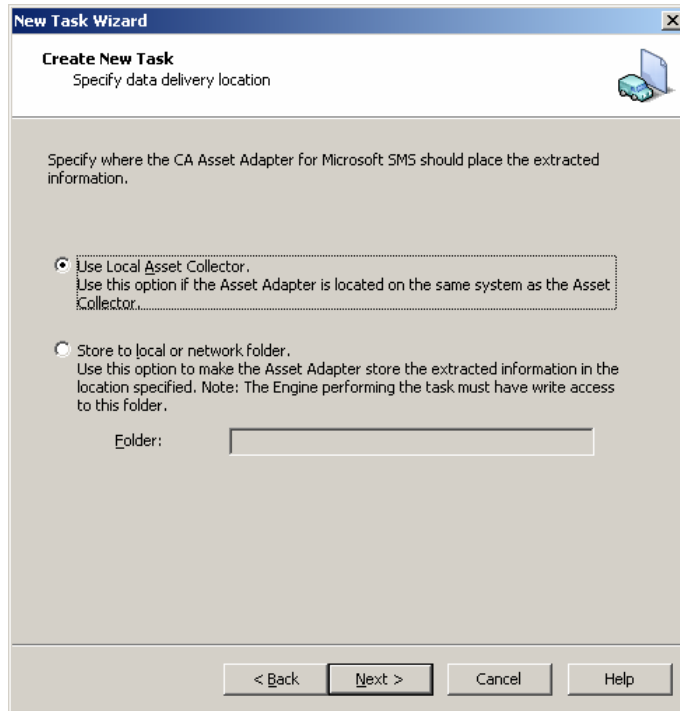 New Task Wizard
Create New Task
Specify data delivery location
Specify where the CA Asset Adapter for Microsoft SMS should place the extracted
information.
Use Local Asset Collector.
Use this option if the Asset Adapter is located on the same system as the Asset
Collector.
Store to local or network folder.
Use this option to make the Asset Adapter store the extracted information in the
location specified. Note: The Engine performing the task must have write access
to this folder.
Folder:
< Back Next > Cancel Help